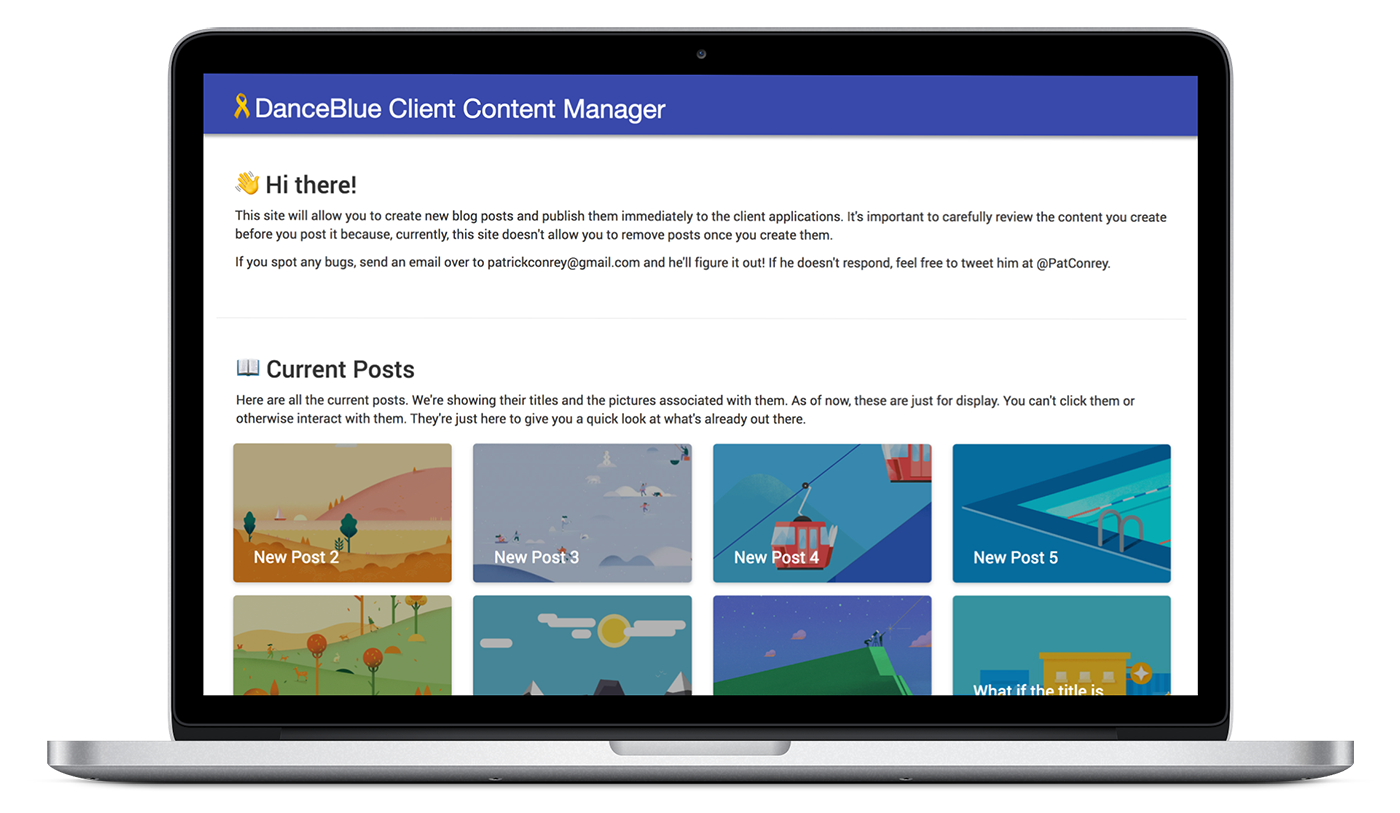 DanceBlue Client Content Manager
Hi there!
This site will allow you to create new blog posts and publish them immediately to the client applications. It's important to carefully review the content you create
before you post it because, currently, this site doesn't allow you to remove posts once you create them.
If you spot any bugs, send an email over to patrickconrey@gmail.com and he'll figure it out! If he doesn't respond, feel free to tweet him at @PatConrey.
Current Posts
Here are all the current posts. We're showing their titles and the pictures associated with them. As of now, these are just for display. You can't click them or
otherwise interact with them. They're just here to give you a quick look at what's already out there.
New Post 2
New Post 3
New Post 4
New Post 5
What if the title is